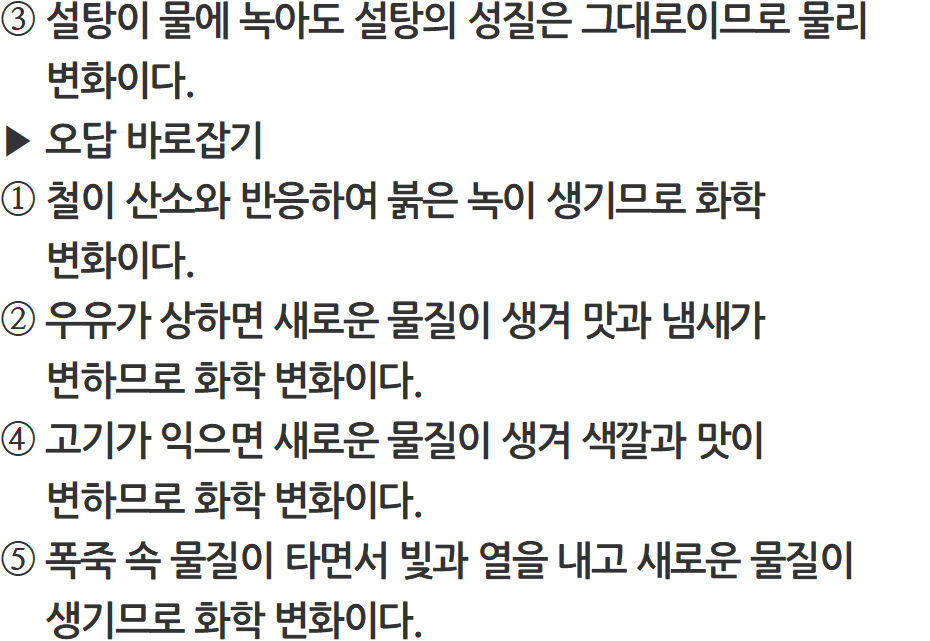 ③ 설탕이 물에 녹아도 설탕의 성질은 그대로이므로 물리
변화이다.
▶ 오답 바로잡기
① 철이 산소와 반응하여 붉은 녹이 생기므로 화학
변화이다.
② 우유가 상하면 새로운 물질이 생겨 맛과 냄새가
변하므로 화학 변화이다.
④ 고기가 익으면 새로운 물질이 생겨 색깔과 맛이
변하므로 화학 변화이다.
⑤ 폭죽 속 물질이 타면서 빛과 열을 내고 새로운 물질이
생기므로 화학 변화이다.